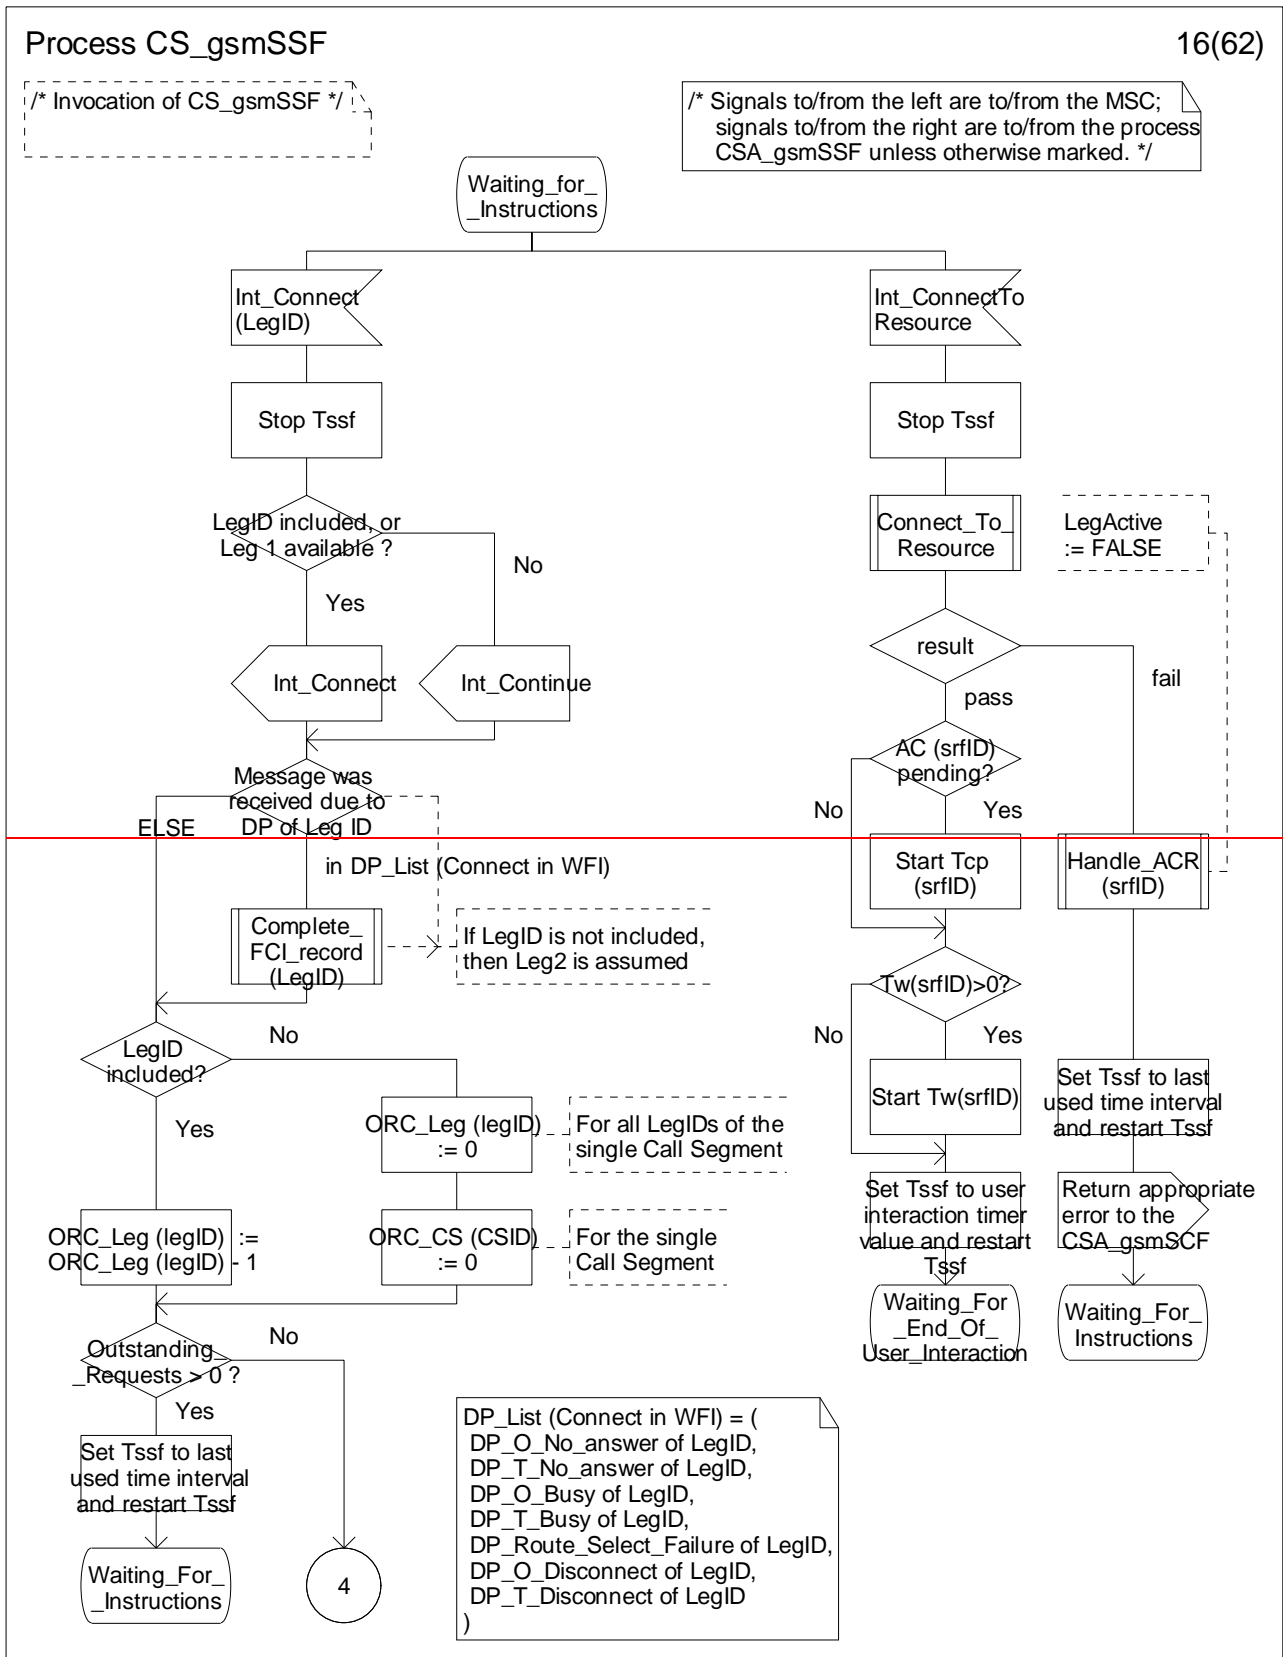 Process CS_gsmSSF
16(62)
/* Invocation of CS_gsmSSF */
/* Signals to/from the left are to/from the MSC;
signals to/from the right are to/from the process
CSA_gsmSSF unless otherwise marked. */
Waiting_for_
_Instructions
Int_Connect
(LegID)
Stop Tssf
LegID included, or
Leg 1 available ?
No
Yes
Int_Connect
Int_Continue
Message was
received due to
DP of Leg ID
ELSE
in DP_List (Connect in WFI)
Complete_
FCI_record
(LegID)
If LegID is not included,
then Leg2 is assumed
LegID
included?
No
Yes
ORC_Leg (legID)
:= 0
For all LegIDs of the
single Call Segment
ORC_Leg (legID) :=
ORC_Leg (legID) - 1
ORC_CS (CSID)
:= 0
For the single
Call Segment
Outstanding_
_Requests > 0 ?
No
Yes
Set Tssf to last
used time interval
and restart Tssf
Waiting_For_
_Instructions
4
DP_List (Connect in WFI) = (
DP_O_No_answer of LegID,
DP_T_No_answer of LegID,
DP_O_Busy of LegID,
DP_T_Busy of LegID,
DP_Route_Select_Failure of LegID,
DP_O_Disconnect of LegID,
DP_T_Disconnect of LegID
)
Int_ConnectTo
Resource
Stop Tssf
Connect_To_
Resource
LegActive
:= FALSE
result
fail
pass
AC (srfID)
pending?
No
Yes
Start Tcp
(srfID)
Handle_ACR
(srfID)
Tw(srfID)>0?
No
Yes
Start Tw(srfID)
Set Tssf to last
used time interval
and restart Tssf
Set Tssf to user
interaction timer
value and restart
Tssf
Return appropriate
error to the
CSA_gsmSCF
Waiting_For
_End_Of_
User_Interaction
Waiting_For_
Instructions